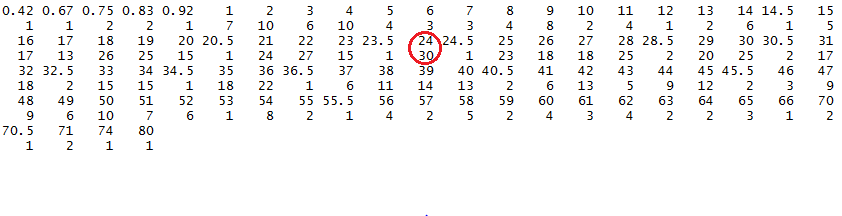 0.42 0.67 0.75 0.83 0.92 1 2 3 4 5 6 7 8 9 10 11 12 13 14 14.5 15
1 1 2 2 1 7 10 6 10 4 3 3 4 8 2 4 1 2 6 1 5
16 17 18 19 20 20.5 21 22 23 23.5 24 24.5 25 26 27 28 28.5 29 30 30.5 31
17 13 26 25 15 1 24 27 15 1 30 1 23 18 18 25 2 20 25 2 17
32 32.5 33 34 34.5 35 36 36.5 37 38 39 40 40.5 41 42 43 44 45 45.5 46 47
18 2 15 15 1 18 22 1 6 11 14 13 2 6 13 5 9 12 2 3 9
48 49 50 51 52 53 54 55 55.5 56 57 58 59 60 61 62 63 64 65 66 70
9 6 10 7 6 1 8 2 1 4 2 5 2 4 3 4 2 2 3 1 2
70.5 71 74 80
1 2 1 1